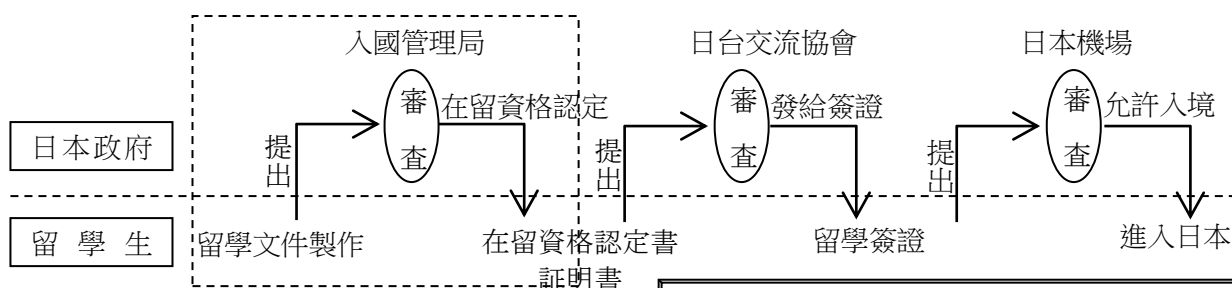 入國管理局
日台交流協會
日本機場
審查
在留資格認定
審查
發給簽證
審查
允許入境
日本政府
提出
提出
提出
留學生
留學文件製作
在留資格認定書
証明書
留學簽證
進入日本